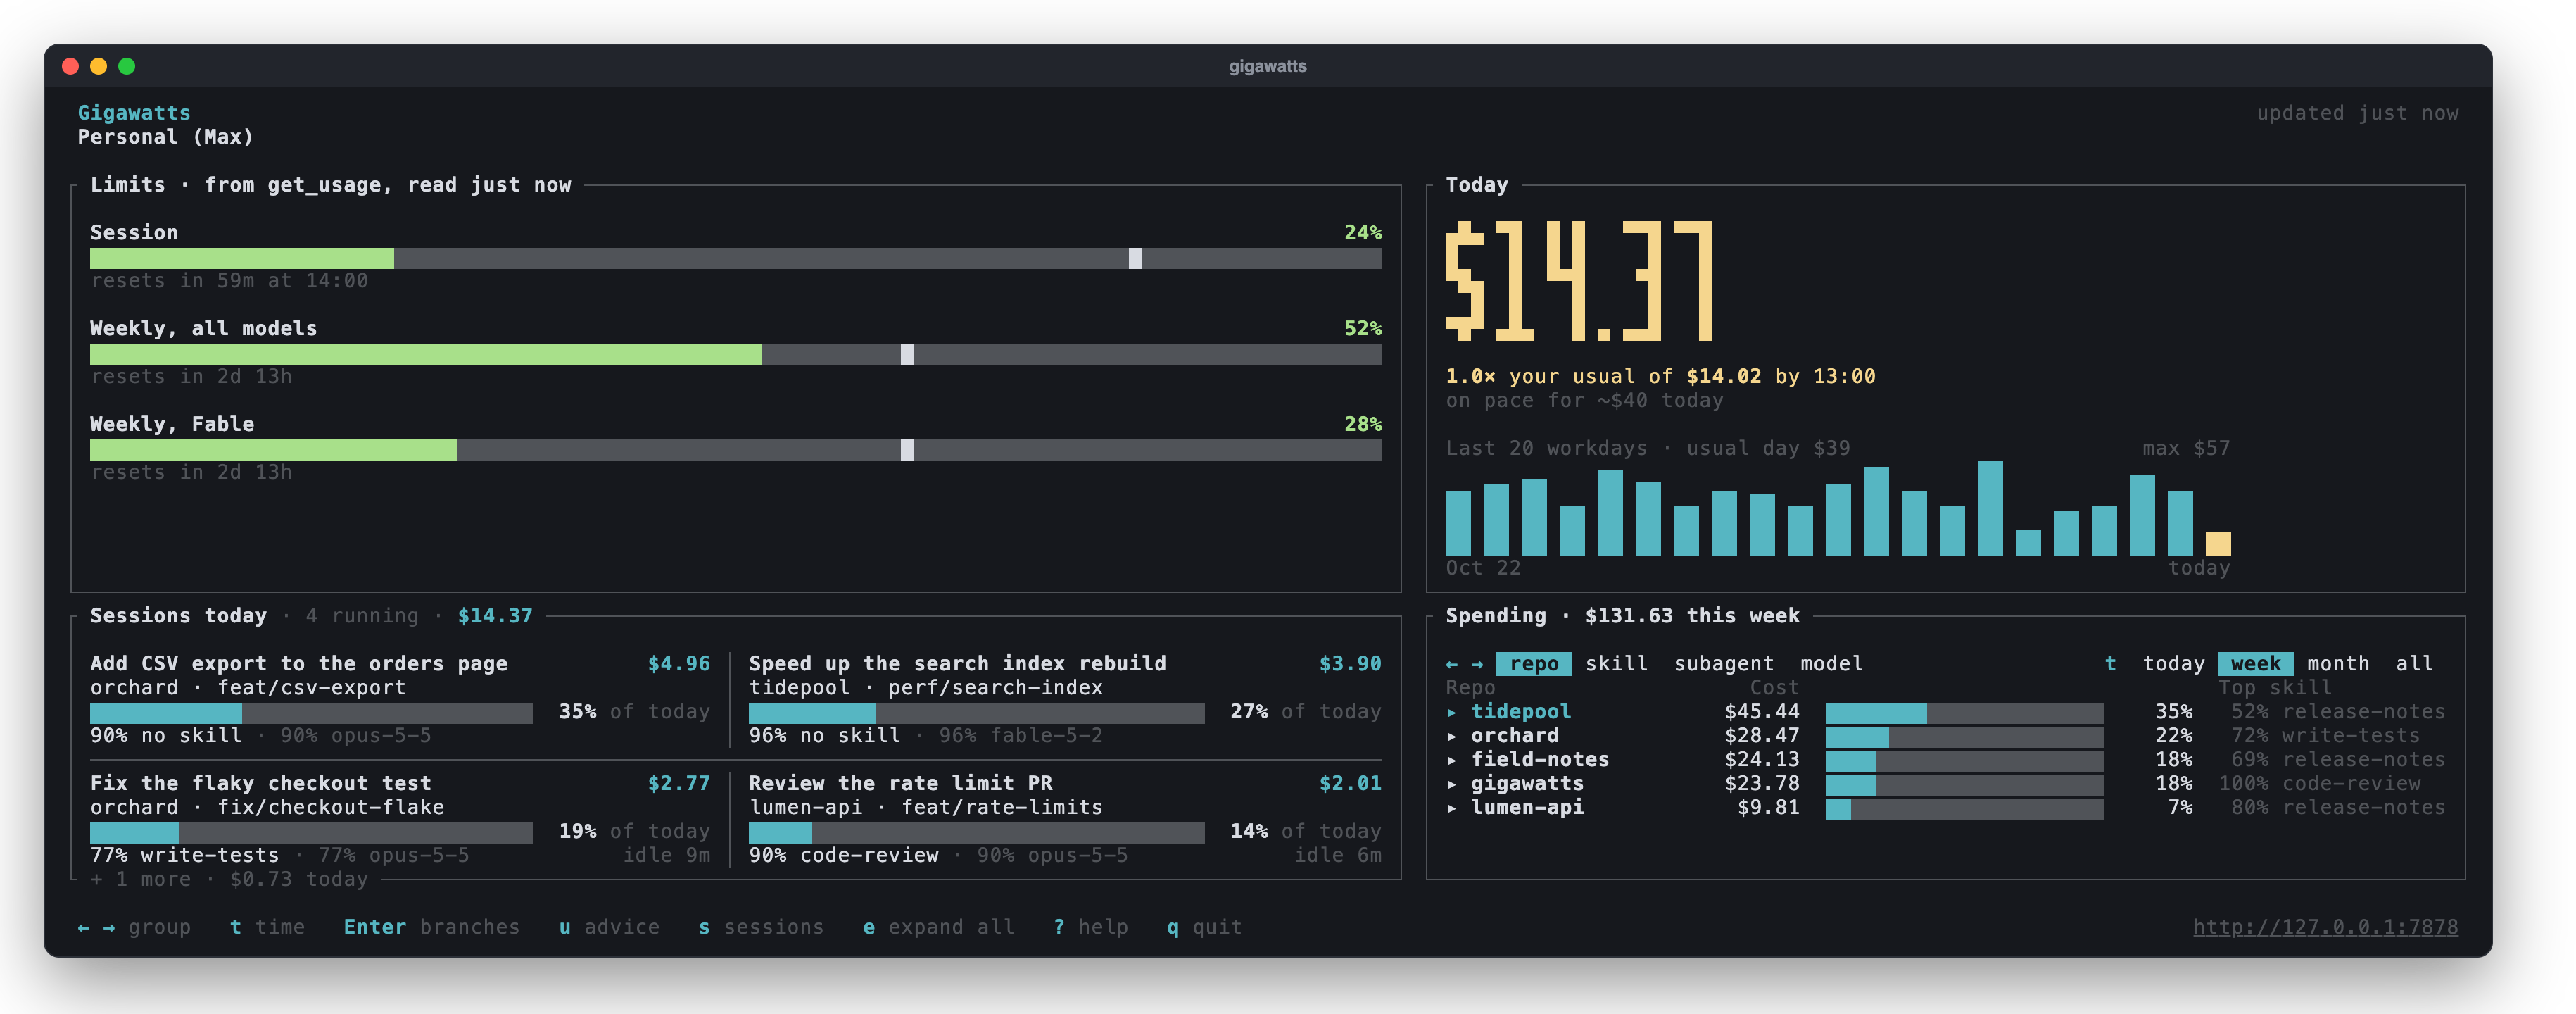 gigawatts
Gigawatts
updated just now
Personal (Max)
Limits · from get_usage, read just now
Session 24%
resets in 59m at 14:00
Weekly, all models 52%
resets in 2d 13h
Weekly, Fable 28%
resets in 2d 13h
Today
$14.37
1.0× your usual of $14.02 by 13:00
on pace for ~$40 today
Last 20 workdays · usual day $39 max $57
Oct 22 today
Sessions today · 4 running · $14.37
Add CSV export to the orders page $4.96
orchard · feat/csv-export
35% of today
90% no skill · 90% opus-5-5
Speed up the search index rebuild $3.90
tidepool · perf/search-index
27% of today
96% no skill · 96% fable-5-2
Fix the flaky checkout test $2.77
orchard · fix/checkout-flake
19% of today
77% write-tests · 77% opus-5-5 idle 9m
Review the rate limit PR $2.01
lumen-api · feat/rate-limits
14% of today
90% code-review · 90% opus-5-5 idle 6m
+ 1 more · $0.73 today
Spending · $131.63 this week
← → repo skill subagent model t today week month all
Repo Cost Top skill
▸ tidepool $45.44 35% 52% release-notes
▸ orchard $28.47 22% 72% write-tests
▸ field-notes $24.13 18% 69% release-notes
▸ gigawatts $23.78 18% 100% code-review
▸ lumen-api $9.81 7% 80% release-notes
← → group t time Enter branches u advice s sessions e expand all ? help q quit http://127.0.0.1:7878